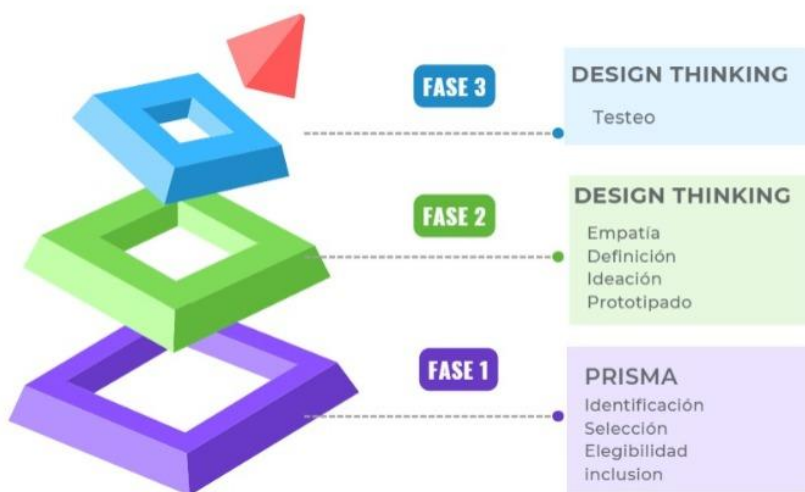 FASE 3
DESIGN THINKING
Testeo
FASE 2
DESIGN THINKING
Empatía
Definición
Ideación
Prototipado
FASE 1
PRISMA
Identificación
Selección
Elegibilidad
inclusion